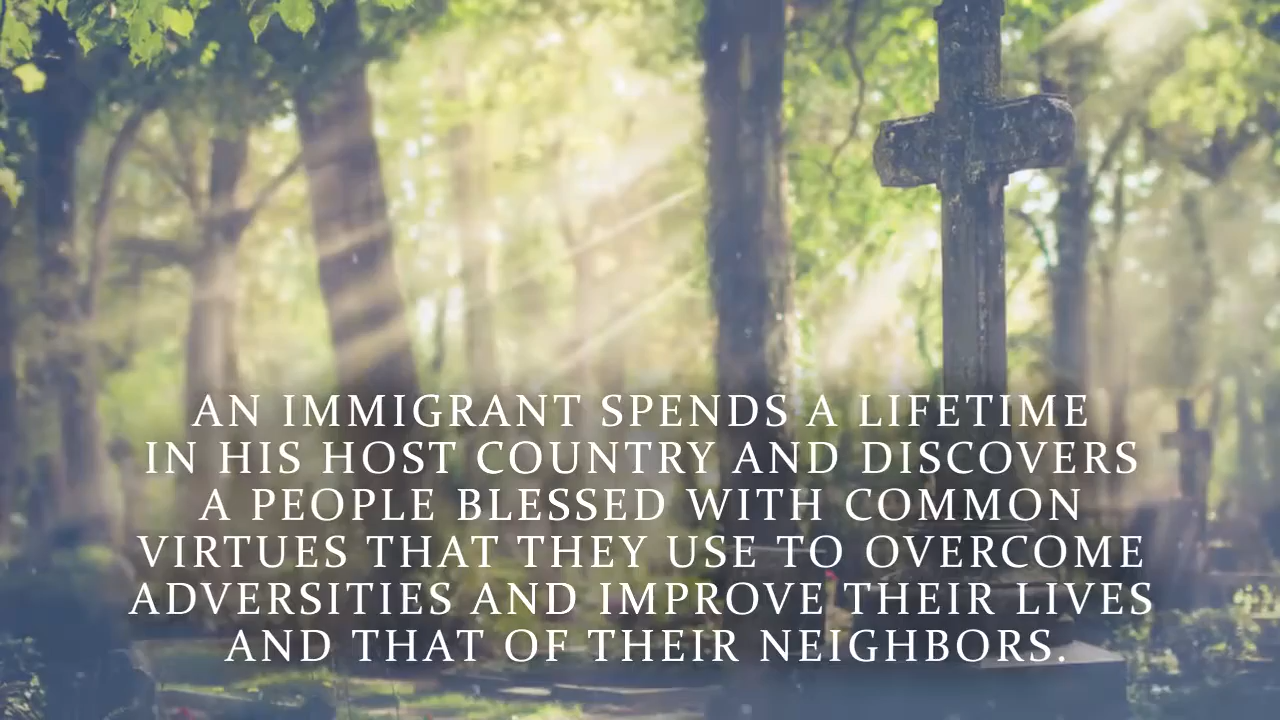 AN IMMIGRANT SPENDS A LIFETIME
IN HIS HOST COUNTRY AND DISCOVERS
A PEOPLE BLESSED WITH COMMON
VIRTUES THAT THEY USE TO OVERCOME
ADVERSITIES AND IMPROVE THEIR LIVES
AND THAT OF THEIR NEIGHBORS.